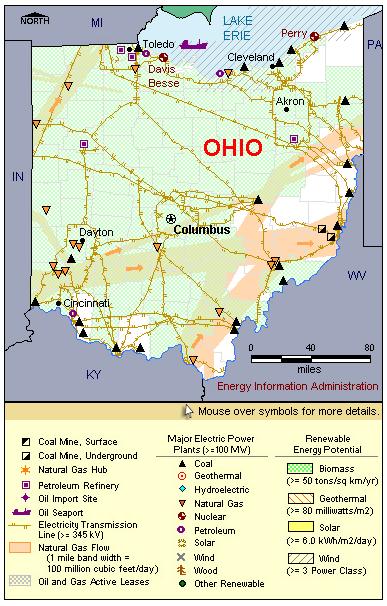 MI
LAKE
ERIE
PA
NORTH
Toledo
Perry
Cleveland
Davis
Besse
Akron
OHIO
IN
Columbus
Dayton
WV
Cincinnati
KY
0 40 80
miles
Energy Information Administration
Mouse over symbols for more details.
Coal Mine, Surface
Coal Mine, Underground
Natural Gas Hub
Petroleum Refinery
Oil Import Site
Oil Seaport
Electricity Transmission
Line (>= 345 kV)
Natural Gas Flow
(1 mile band width =
100 million cubic feet/day)
Oil and Gas Active Leases
Major Electric Power
Plants (>=100 MW)
Coal
Geothermal
Hydroelectric
Natural Gas
Nuclear
Petroleum
Solar
Wind
Wood
Other Renewable
Renewable
Energy Potential
Biomass
(>= 50 tons/sq km/yr)
Geothermal
(>= 80 milliwatts/m2)
Solar
(>= 6.0 kWh/m2/day)
Wind
(>= 3 Power Class)